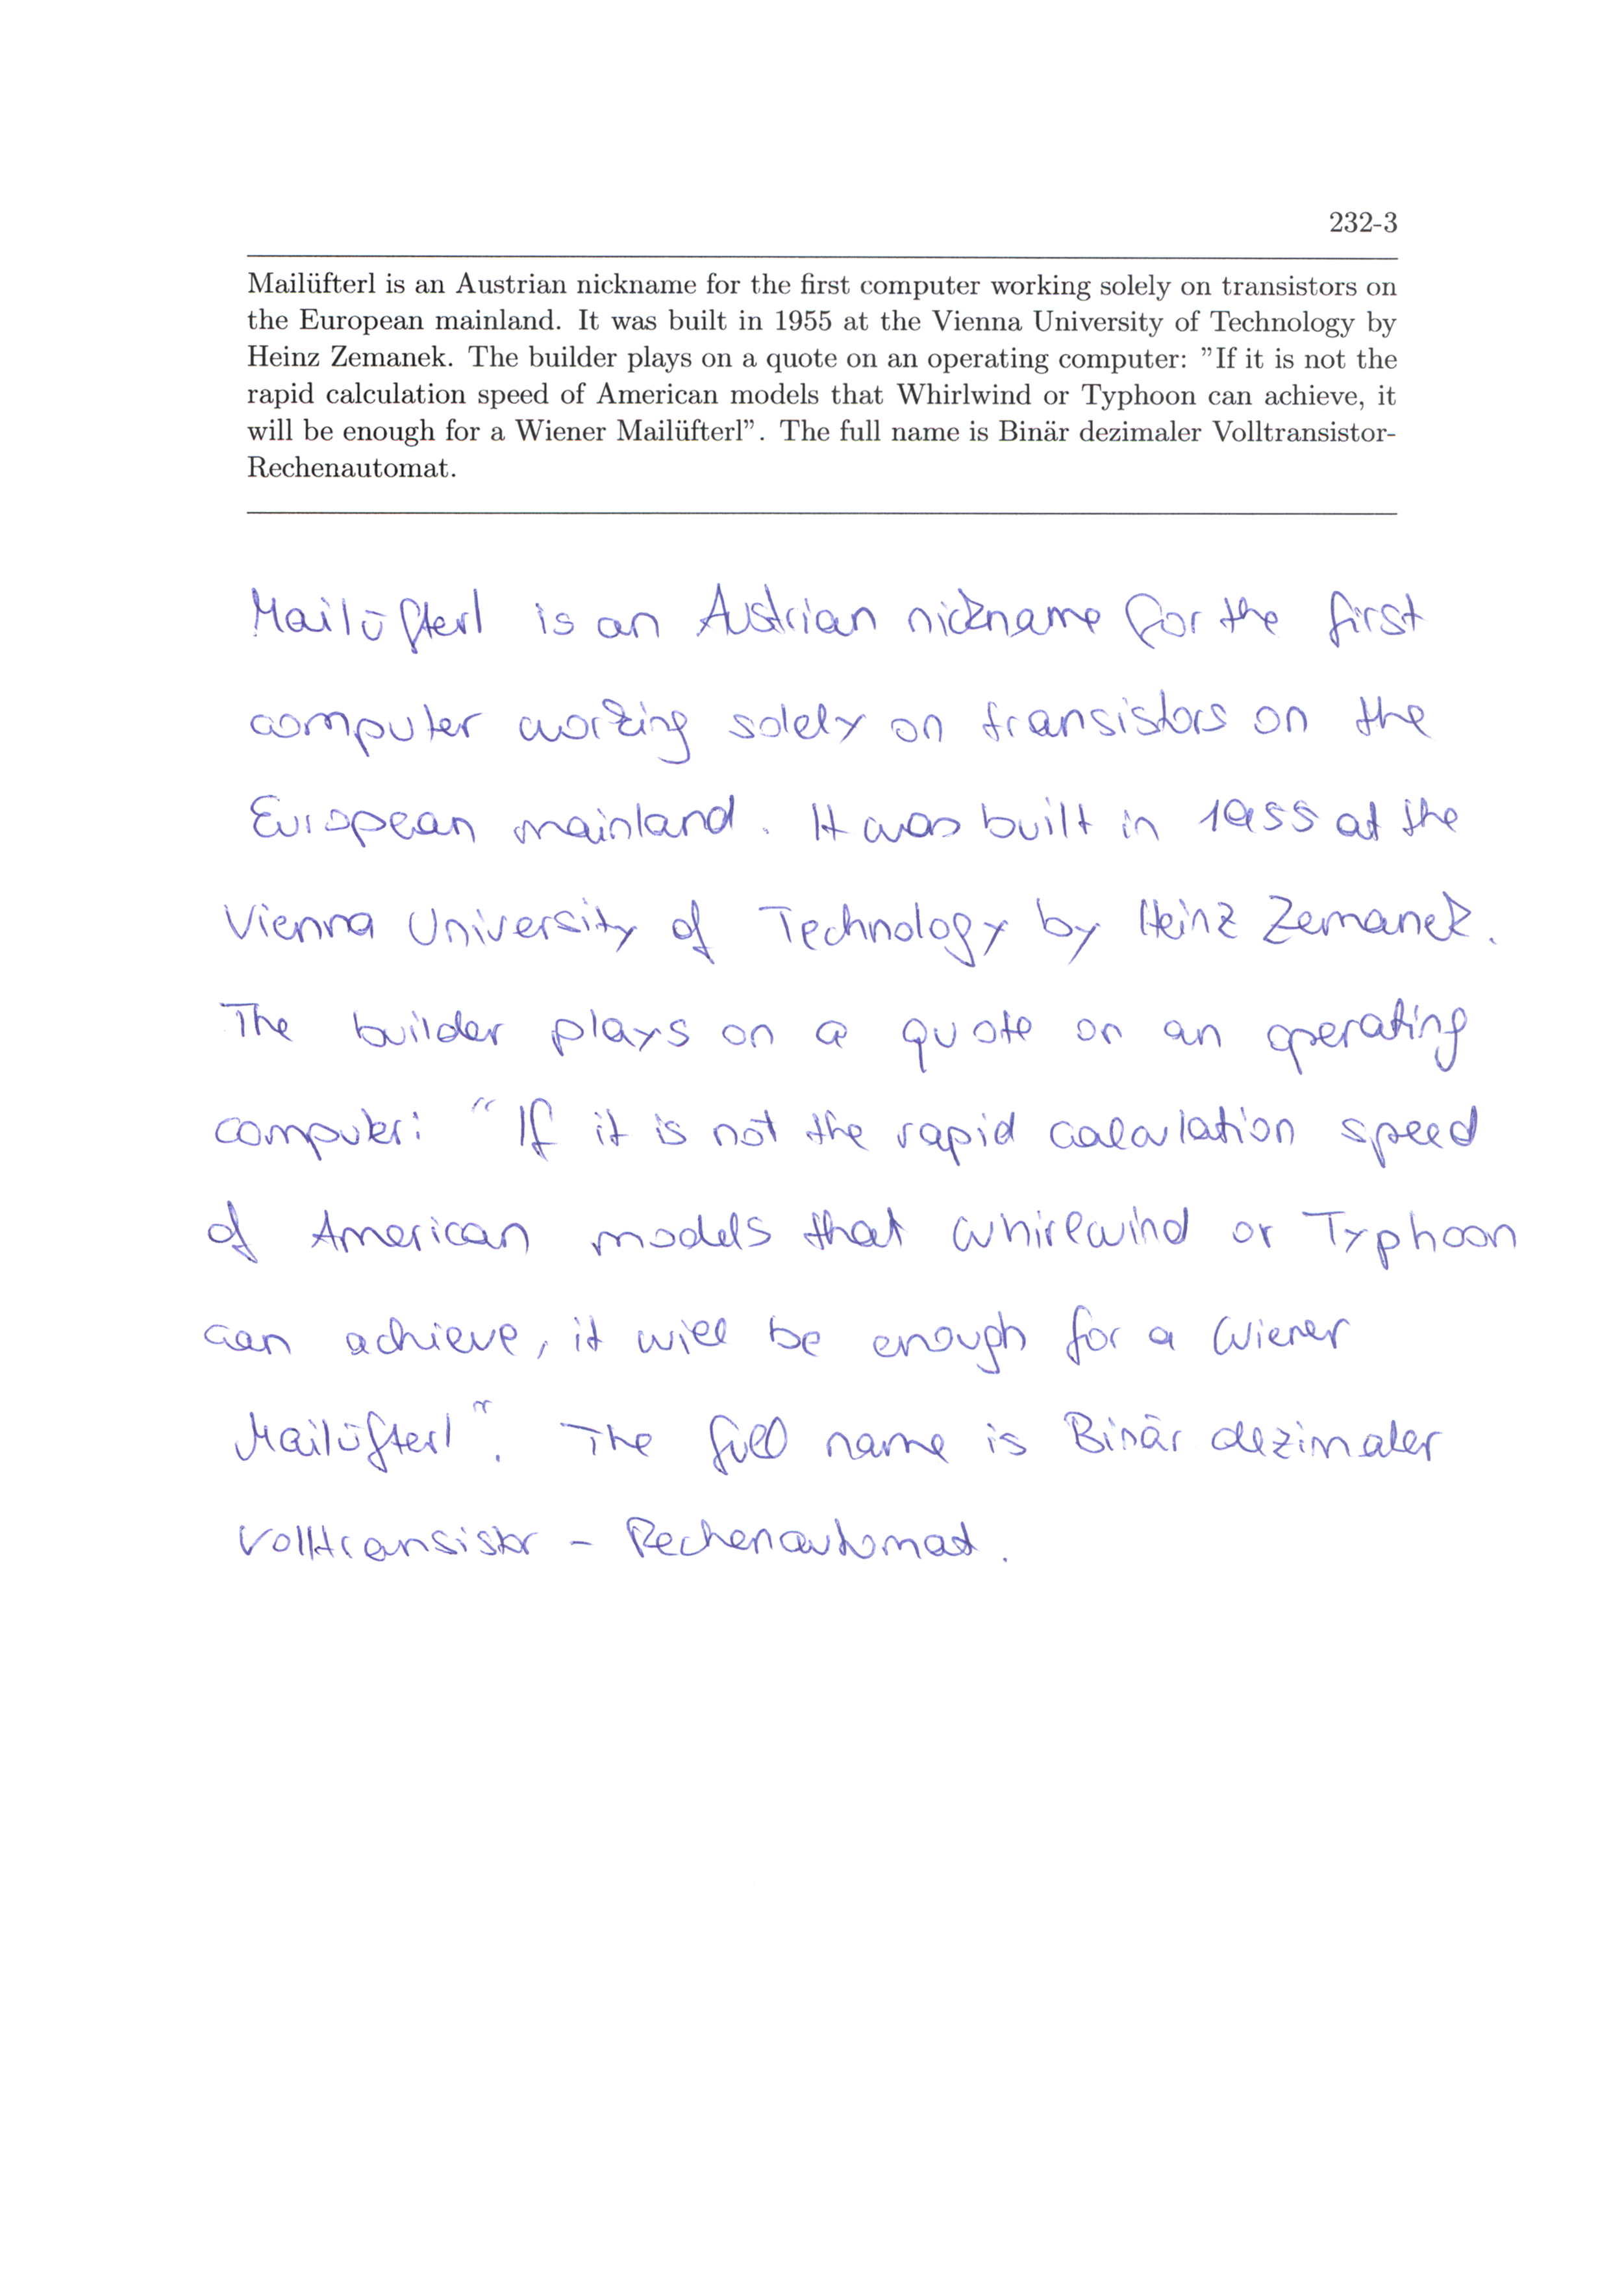 232-3
Mailüfterl is an Austrian nickname for the first computer working solely on transistors on
the European mainland. It was built in 1955 at the Vienna University of Technology by
Heinz Zemanek. The builder plays on a quote on an operating computer: ”If it is not the
rapid calculation speed of American models that Whirlwind or Typhoon can achieve, it
will be enough for a Wiener Mailüfterl”. The full name is Binär dezimaler Volltransistor-
Rechenautomat.
Mailüfterl is an Austrian nickname for the first
computer working solely on transistors on the
European mainland. It was built in 1955 at the
Vienna University of Technology by Heinz Zemanek.
The builder plays on a quote on an operating
computer: “If it is not the rapid calculation speed
of American models that Whirlwind or Typhoon
can achieve, it will be enough for a Wiener
Mailüfterl”. The full name is Binär dezimaler
Volltransistor - Rechenautomat.